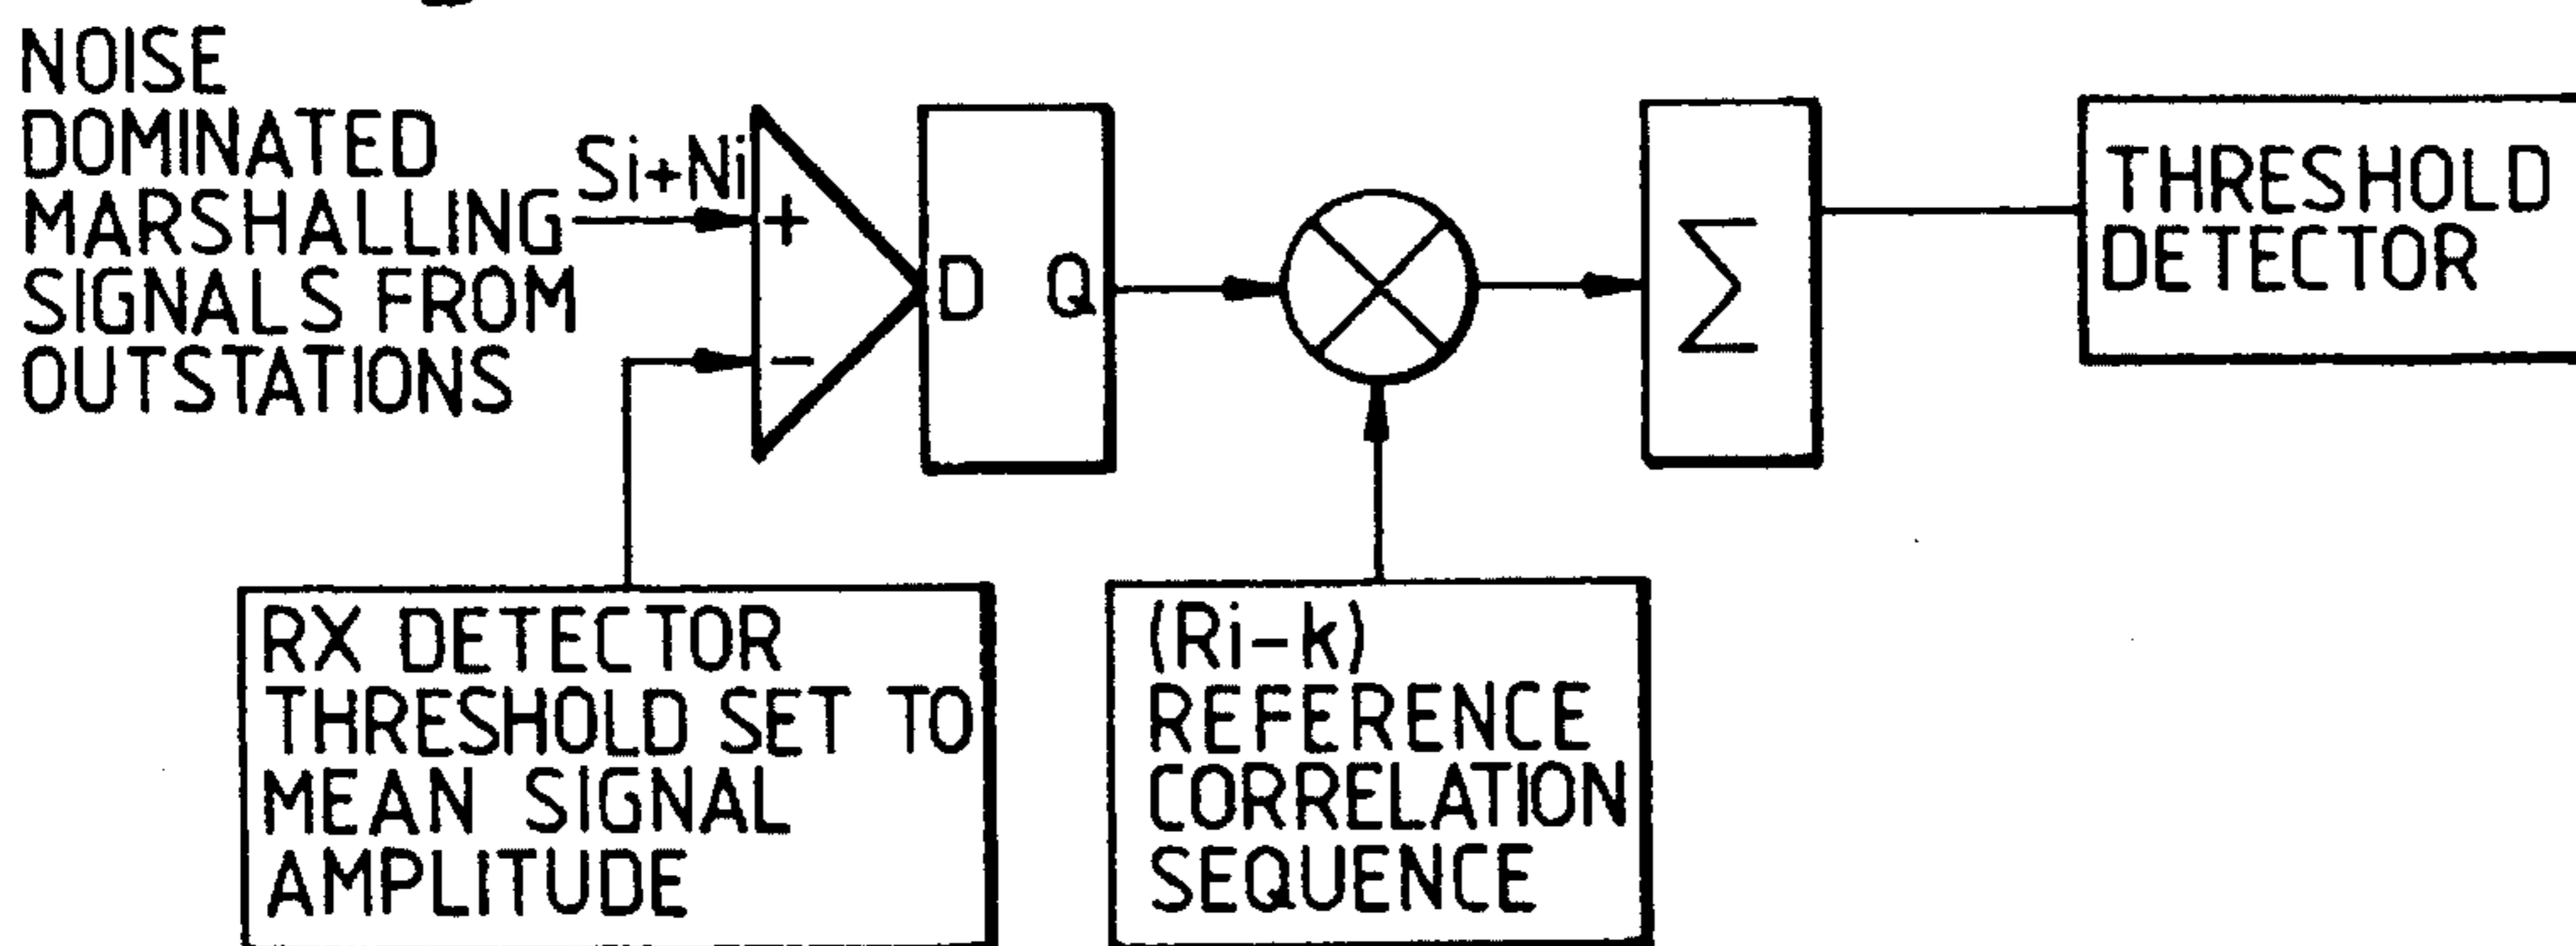 NOISE
DOMINATED
MARSHALLING
SIGNALS FROM
OUTSTATIONS
Si+Ni
+
−
D Q
Σ
THRESHOLD
DETECTOR
RX DETECTOR
THRESHOLD SET TO
MEAN SIGNAL
AMPLITUDE
(Ri−k)
REFERENCE
CORRELATION
SEQUENCE